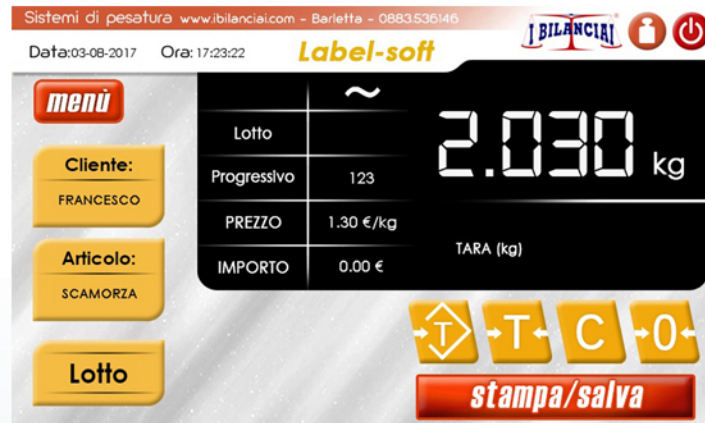 Sistemi di pesatura www.ibilanciai.com - Barletta - 0883.536146
I BILANCIAI
Data:03-08-2017 Ora: 17:23:22 Label-soft
menù
~
2.030 kg
Lotto
Cliente:
FRANCESCO
Progressivo 123
PREZZO 1.30 €/kg
TARA (kg)
IMPORTO 0.00 €
Articolo:
SCAMORZA
Lotto
T T C 0
stampa/salva